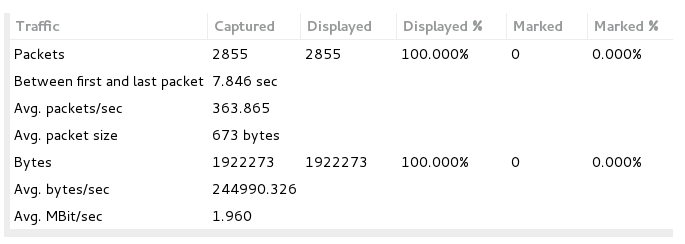 Traffic Captured Displayed Displayed % Marked Marked %
Packets 2855 2855 100.000% 0 0.000%
Between first and last packet 7.846 sec
Avg. packets/sec 363.865
Avg. packet size 673 bytes
Bytes 1922273 1922273 100.000% 0 0.000%
Avg. bytes/sec 244990.326
Avg. MBit/sec 1.960